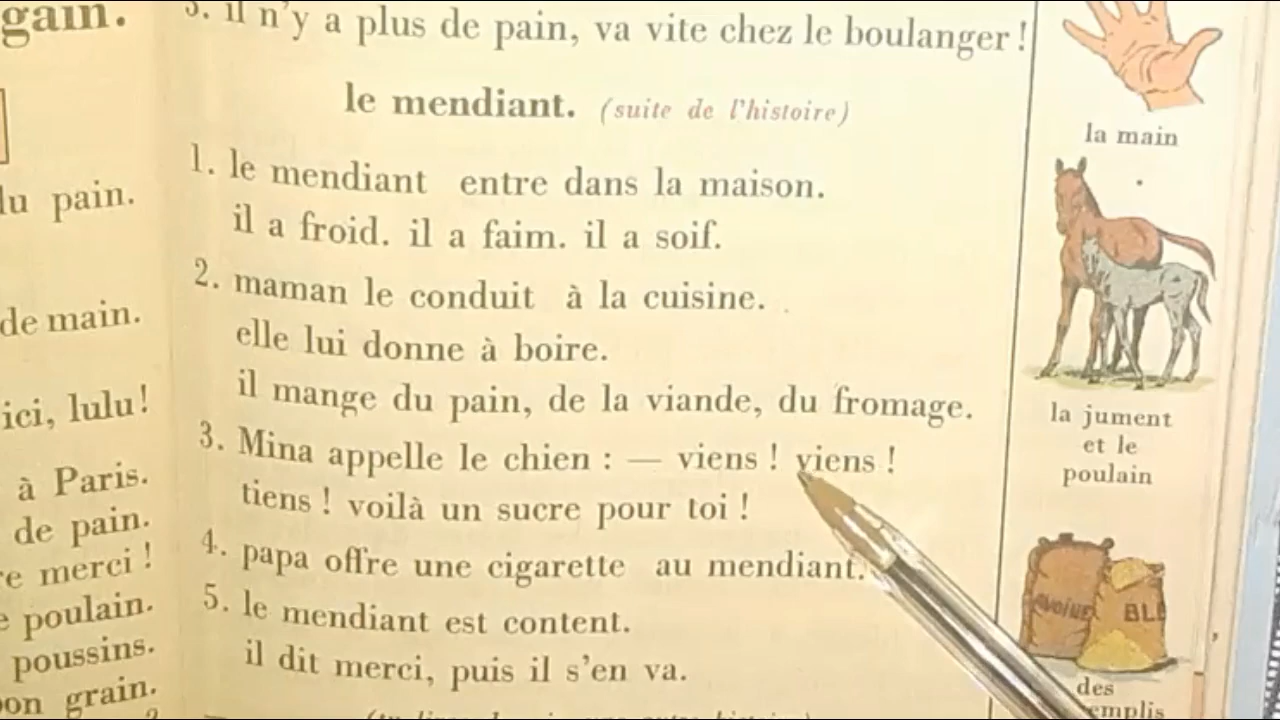 gain.
du pain.
de main.
ici, lulu!
à Paris.
de pain.
merci!
poulain.
poussins.
grain.
3. il n'y a plus de pain, va vite chez le boulanger!
le mendiant. (suite de l'histoire)
1. le mendiant entre dans la maison.
il a froid. il a faim. il a soif.
2. maman le conduit à la cuisine.
elle lui donne à boire.
il mange du pain, de la viande, du fromage.
3. Mina appelle le chien : — viens ! viens !
tiens ! voilà un sucre pour toi !
4. papa offre une cigarette au mendiant.
5. le mendiant est content.
il dit merci, puis il s'en va.
la main
la jument
et le
poulain
AVOINE
BLÉ
des